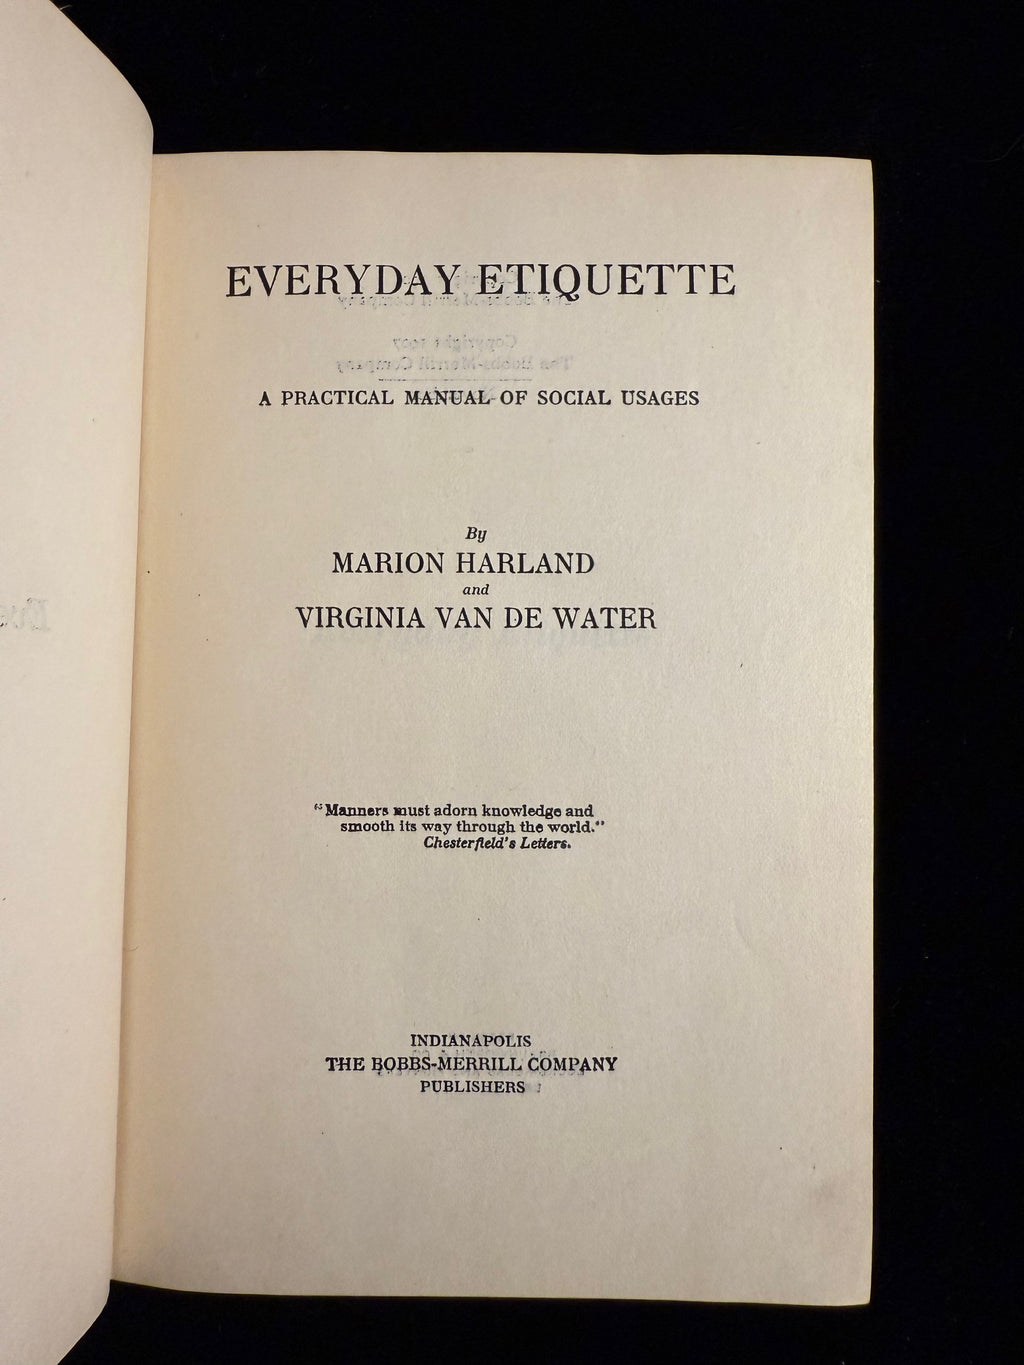 EVERYDAY ETIQUETTE
A PRACTICAL MANUAL OF SOCIAL USAGES
By
MARION HARLAND
and
VIRGINIA VAN DE WATER
"Manners must adorn knowledge and
smooth its way through the world."
Chesterfield's Letters.
INDIANAPOLIS
THE BOBBS-MERRILL COMPANY
PUBLISHERS